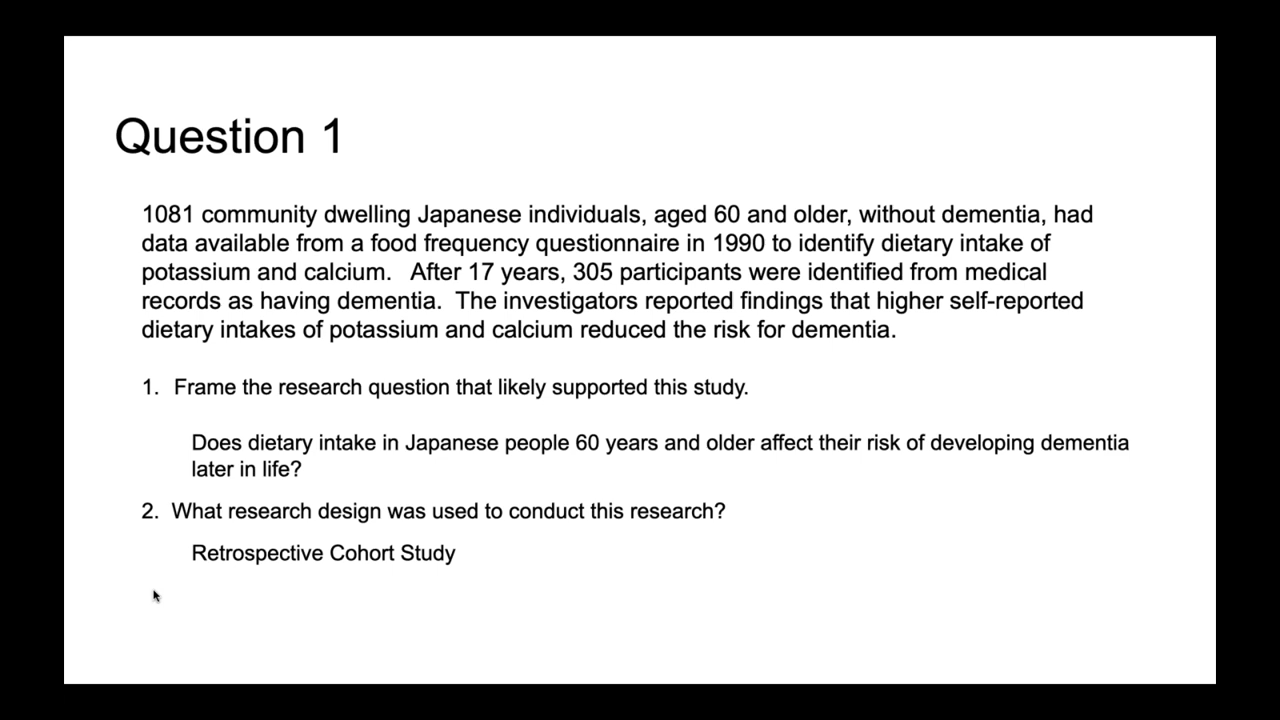 Question 1
1081 community dwelling Japanese individuals, aged 60 and older, without dementia, had
data available from a food frequency questionnaire in 1990 to identify dietary intake of
potassium and calcium. After 17 years, 305 participants were identified from medical
records as having dementia. The investigators reported findings that higher self-reported
dietary intakes of potassium and calcium reduced the risk for dementia.
1. Frame the research question that likely supported this study.
Does dietary intake in Japanese people 60 years and older affect their risk of developing dementia
later in life?
2. What research design was used to conduct this research?
Retrospective Cohort Study